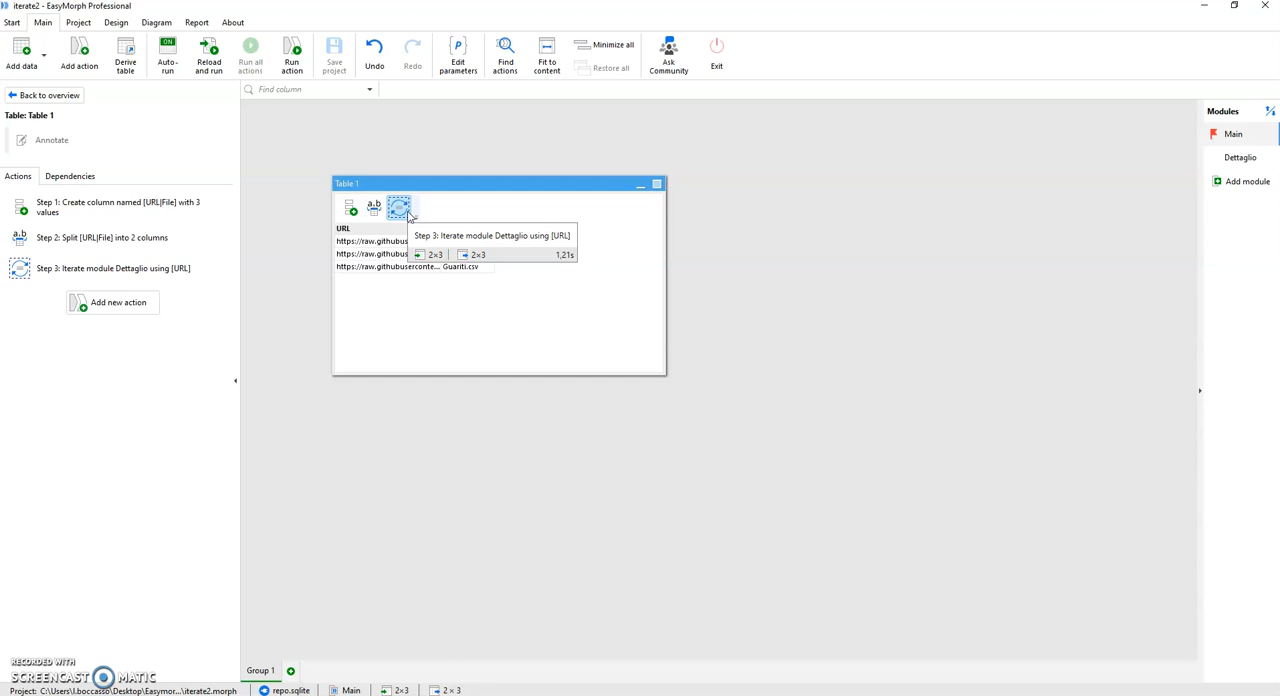 iterate2 - EasyMorph Professional
Start Main Project Design Diagram Report About
Add data
Add action
Derive table
Auto-run
ON
Reload and run
Run all actions
Run action
Save project
Undo
Redo
Edit parameters
Find actions
Fit to content
Minimize all
Restore all
Ask Community
Exit
Back to overview
Find column
Table: Table 1
Annotate
Actions Dependencies
Step 1: Create column named [URL|File] with 3
values
a.b
Step 2: Split [URL|File] into 2 columns
Step 3: Iterate module Dettaglio using [URL]
Add new action
Table 1
a.b
URL
https://raw.githubus
https://raw.githubus
https://raw.githubuserconte... Guariti.csv
Step 3: Iterate module Dettaglio using [URL]
2×3 2×3 1,21s
Modules
Main
Dettaglio
Add module
Group 1
RECORDED WITH
SCREENCAST MATIC
Project: C:\Users\l.boccasso\Desktop\Easymor...\iterate2.morph repo.sqlite Main 2×3 2 × 3